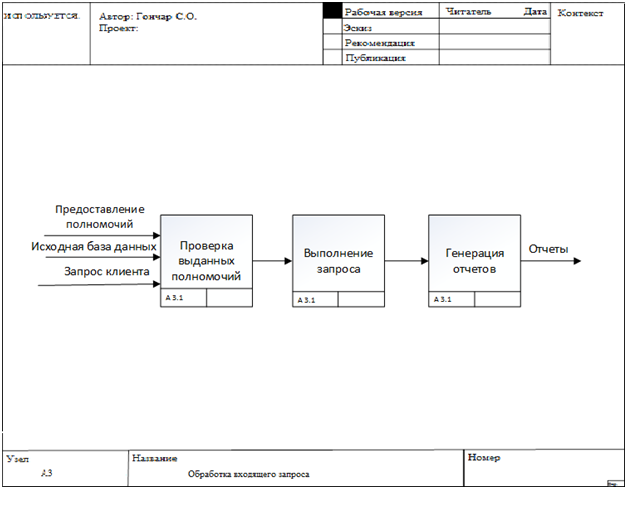 ИСПОЛЬЗУЕТСЯ.
Автор: Гончар С.О.
Проект:
Рабочая версия
Эскиз
Рекомендация
Публикация
Читатель Дата
Контекст
Предоставление
полномочий
Исходная база данных
Запрос клиента
Проверка
выданных
полномочий
А 3.1
Выполнение
запроса
А 3.1
Генерация
отчетов
А 3.1
Отчеты
Узел
А3
Название
Обработка входящего запроса
Номер